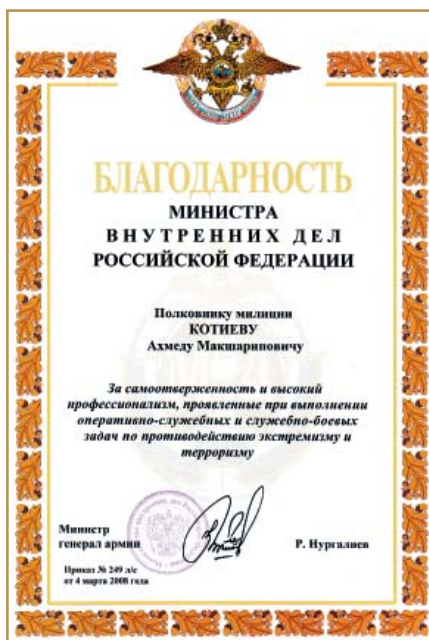 БЛАГОДАРНОСТЬ
МИНИСТРА
ВНУТРЕННИХ ДЕЛ
РОССИЙСКОЙ ФЕДЕРАЦИИ
Полковнику милиции
КОТИЕВУ
Ахмеду Макшариповичу
За самоотверженность и высокий
профессионализм, проявленные при выполнении
оперативно-служебных и служебно-боевых
задач по противодействию экстремизму и
терроризму
Министр
генерал армии
Р. Нургалиев
Приказ № 249 л/с
от 4 марта 2008 года